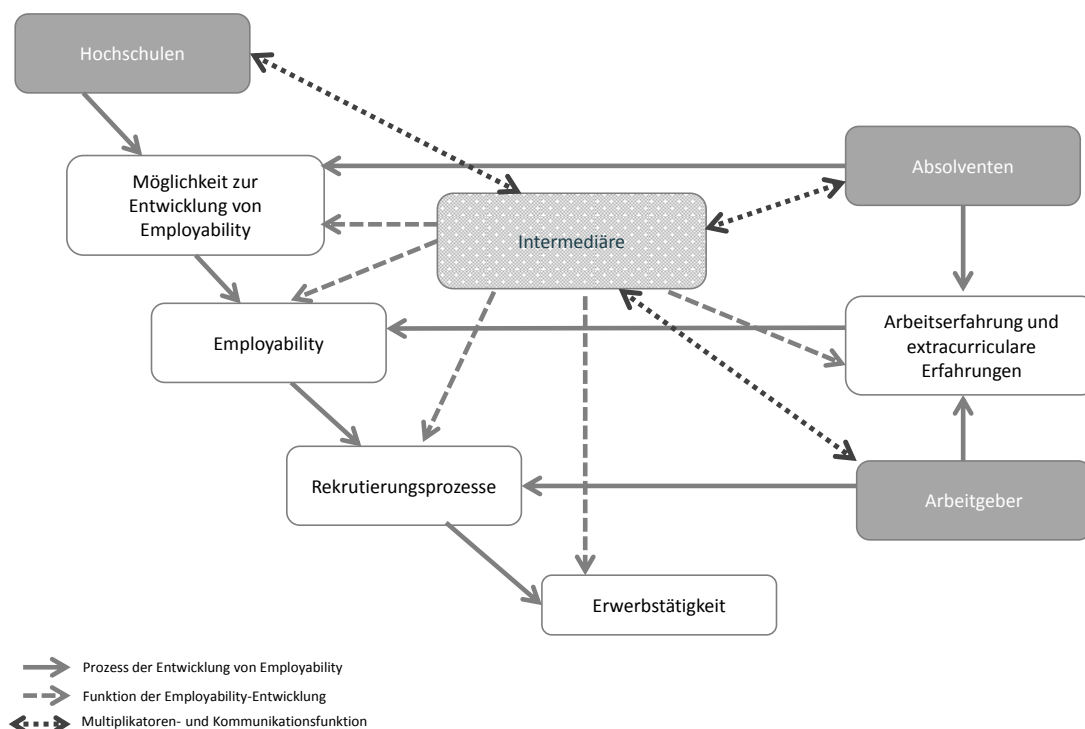 Hochschulen
Absolventen
Möglichkeit zur
Entwicklung von
Employability
Intermediäre
Employability
Arbeitserfahrung und
extracurriculare
Erfahrungen
Rekrutierungsprozesse
Arbeitgeber
Erwerbstätigkeit
Prozess der Entwicklung von Employability
Funktion der Employability-Entwicklung
Multiplikatoren- und Kommunikationsfunktion